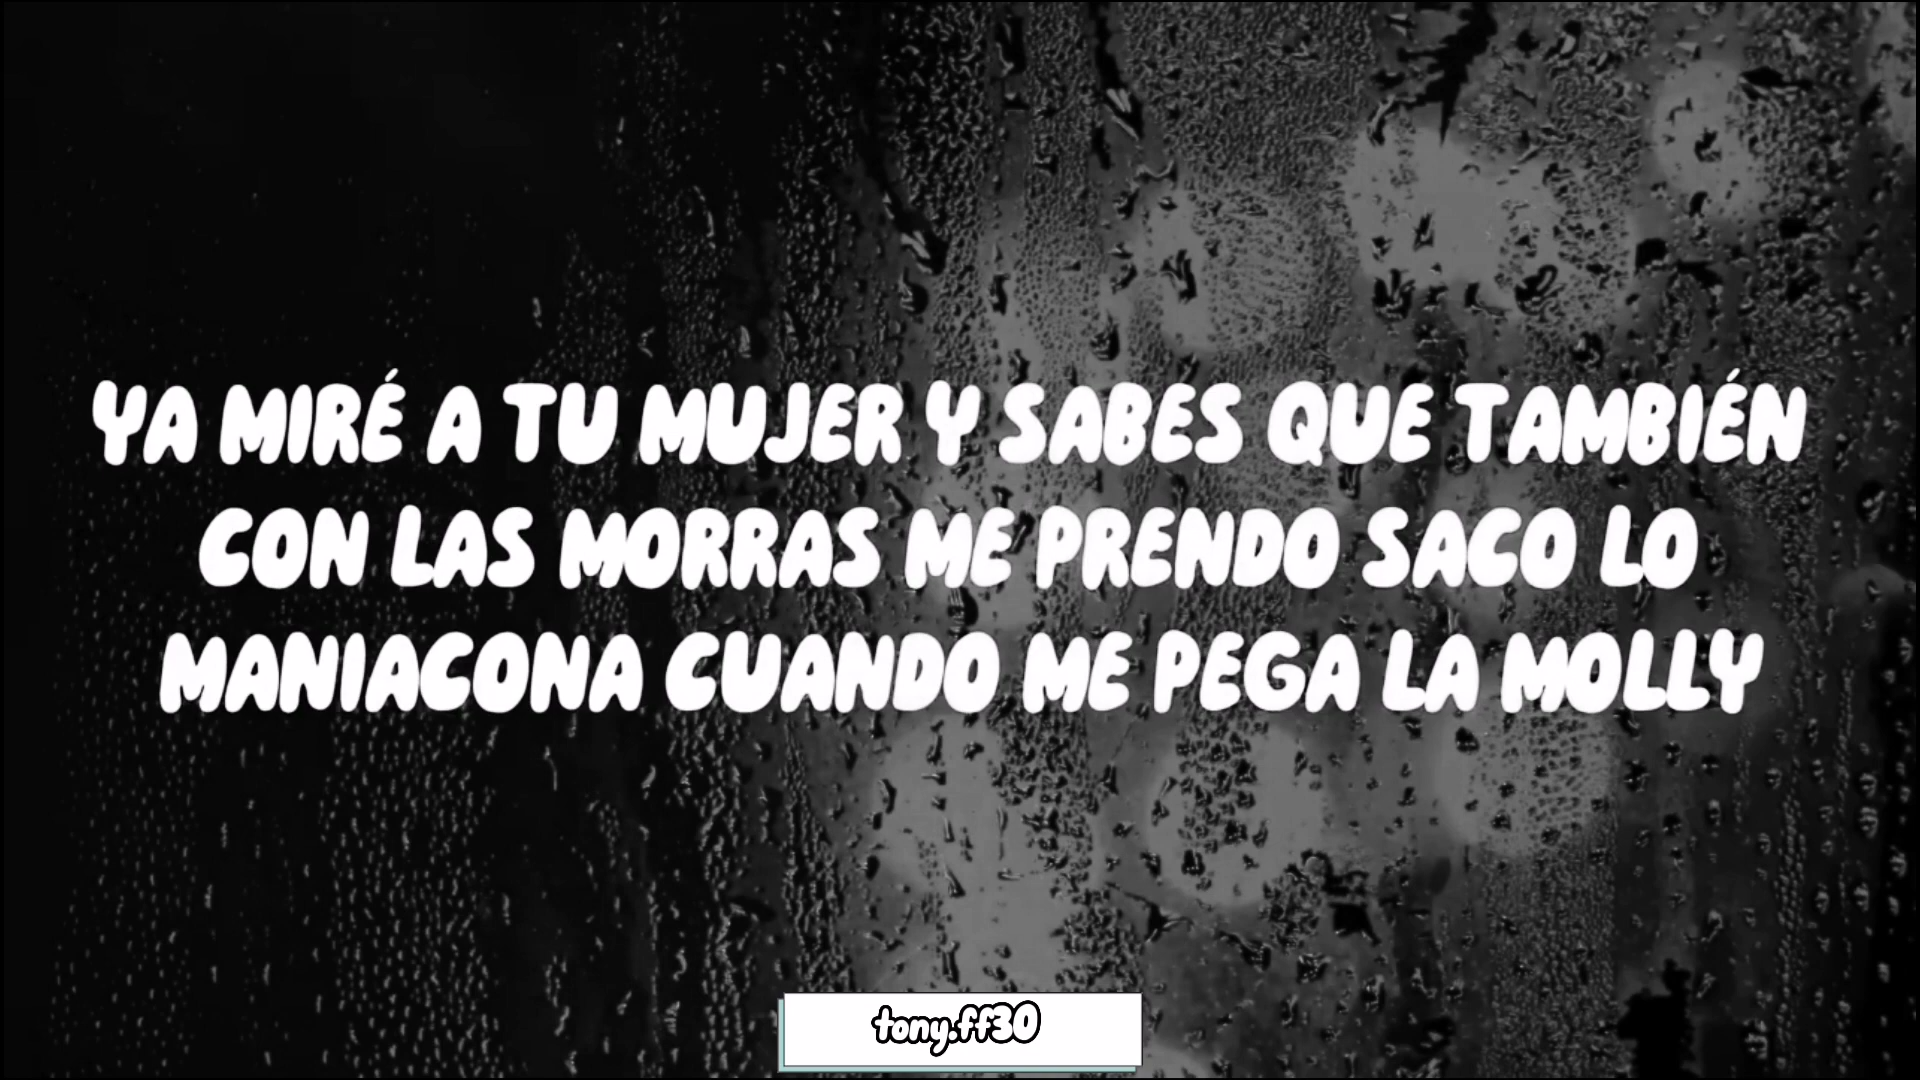 YA MIRÉ A TU MUJER Y SABES QUE TAMBIÉN
CON LAS MORRAS ME PRENDO SACO LO
MANIACONA CUANDO ME PEGA LA MOLLY
tony.ff30